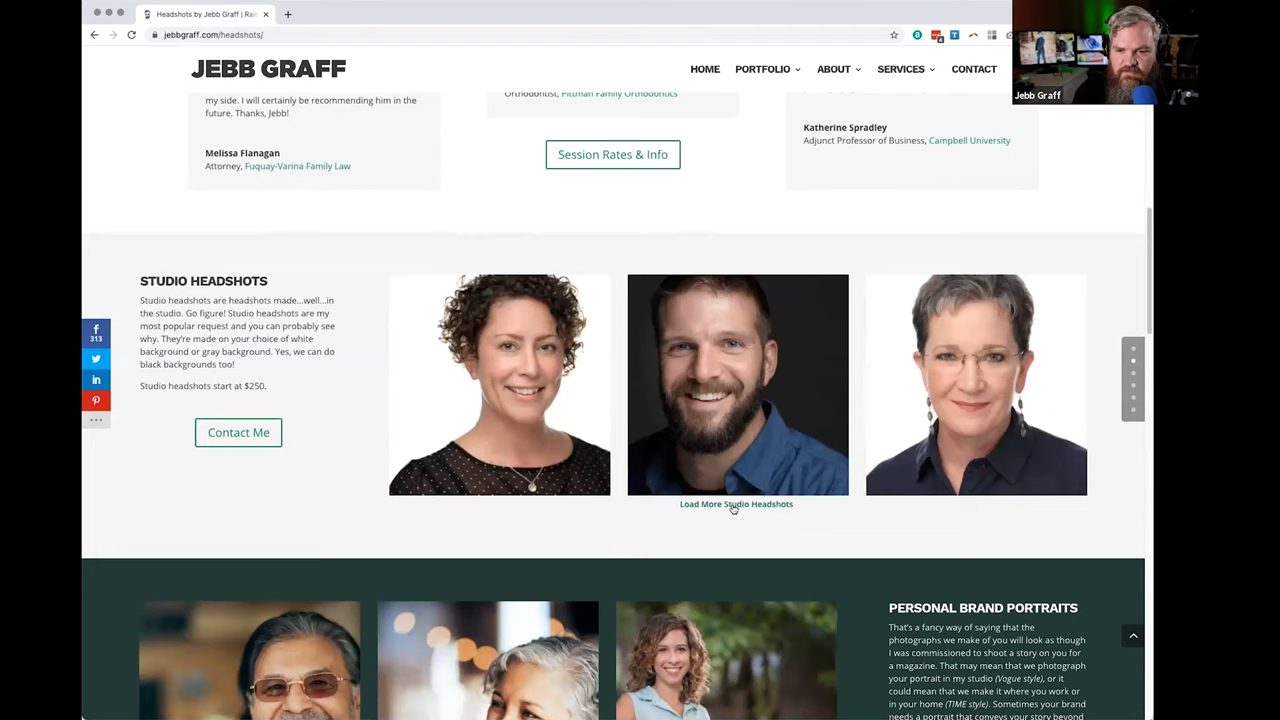 Headshots by Jebb Graff | Rale
jebbgraff.com/headshots/
JEBB GRAFF
HOME
PORTFOLIO
ABOUT
SERVICES
CONTACT
Jebb Graff
my side. I will certainly be recommending him in the
future. Thanks, Jebb!
Melissa Flanagan
Attorney, Fuquay-Varina Family Law
Orthodontist, Pittman Family Orthodontics
Session Rates & Info
Katherine Spradley
Adjunct Professor of Business, Campbell University
STUDIO HEADSHOTS
Studio headshots are headshots made...well...in
the studio. Go figure! Studio headshots are my
most popular request and you can probably see
why. They're made on your choice of white
background or gray background. Yes, we can do
black backgrounds too!
Studio headshots start at $250.
Contact Me
313
Load More Studio Headshots
PERSONAL BRAND PORTRAITS
That's a fancy way of saying that the
photographs we make of you will look as though
I was commissioned to shoot a story on you for
a magazine. That may mean that we photograph
your portrait in my studio (Vogue style), or it
could mean that we make it where you work or
in your home (TIME style). Sometimes your brand
needs a portrait that conveys your story beyond